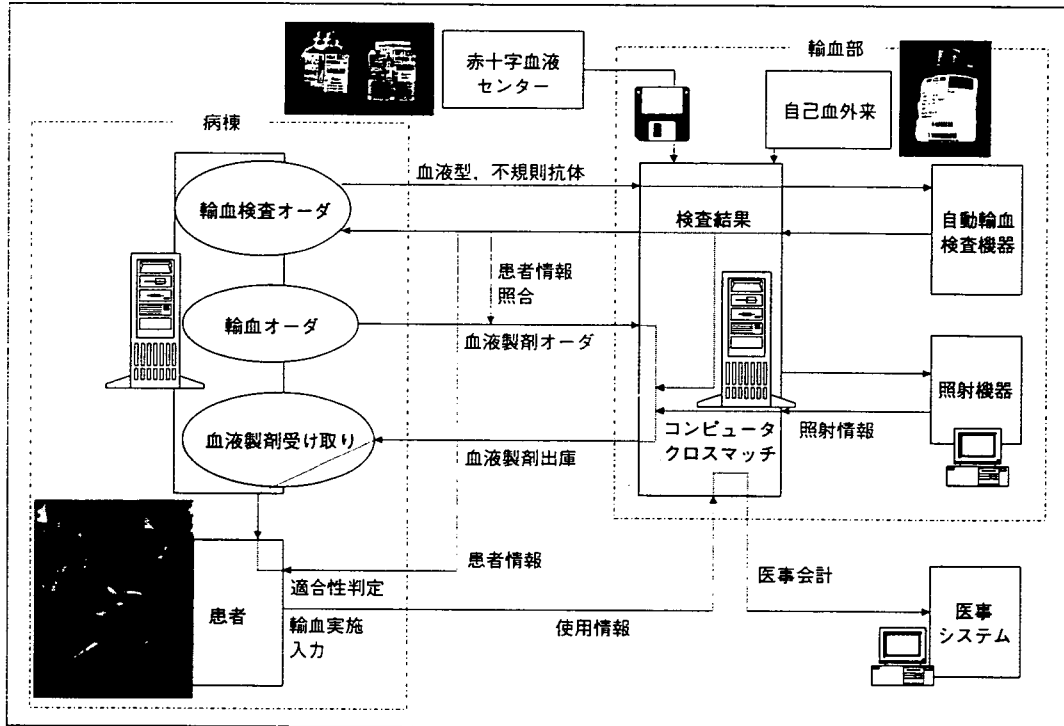 赤十字血液
センター
輸血部
自己血外来
病棟
血液型，不規則抗体
輸血検査オーダ
検査結果
自動輸血
検査機器
患者情報
照合
輸血オーダ
血液製剤オーダ
照射機器
照射情報
血液製剤受け取り
コンピュータ
クロスマッチ
血液製剤出庫
患者情報
適合性判定
医事会計
患者
輸血実施
入力
使用情報
医事
システム